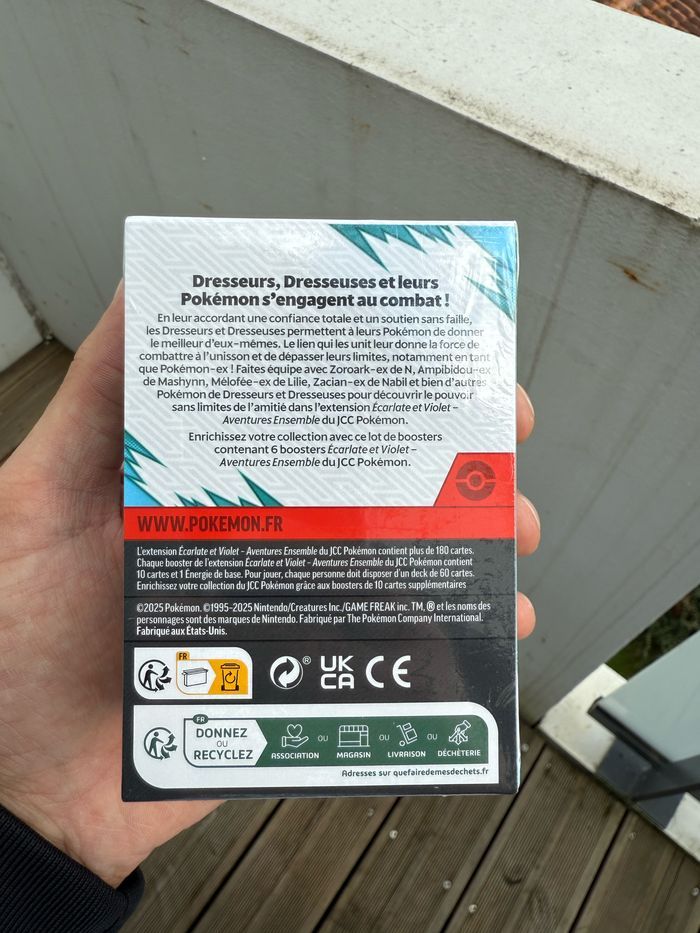 Dresseurs, Dresseuses et leurs
Pokémon s'engagent au combat !
En leur accordant une confiance totale et un soutien sans faille,
les Dresseurs et Dresseuses permettent à leurs Pokémon de donner
le meilleur d'eux-mêmes. Le lien qui les unit leur donne la force de
combattre à l'unisson et de dépasser leurs limites, notamment en tant
que Pokémon-ex ! Faites équipe avec Zoroark-ex de N, Ampibidou-ex
de Mashynn, Mélofée-ex de Lilie, Zacian-ex de Nabil et bien d'autres
Pokémon de Dresseurs et Dresseuses pour découvrir le pouvoir
sans limites de l'amitié dans l'extension Écarlate et Violet –
Aventures Ensemble du JCC Pokémon.
Enrichissez votre collection avec ce lot de boosters
contenant 6 boosters Écarlate et Violet –
Aventures Ensemble du JCC Pokémon.
WWW.POKEMON.FR
L'extension Écarlate et Violet – Aventures Ensemble du JCC Pokémon contient plus de 180 cartes.
Chaque booster de l'extension Écarlate et Violet – Aventures Ensemble du JCC Pokémon contient
10 cartes et 1 Énergie de base. Pour jouer, chaque personne doit disposer d'un deck de 60 cartes.
Enrichissez votre collection du JCC Pokémon grâce aux boosters de 10 cartes supplémentaires
©2025 Pokémon. ©1995-2025 Nintendo/Creatures Inc./GAME FREAK inc. TM, ® et les noms des
personnages sont des marques de Nintendo. Fabriqué par The Pokémon Company International.
Fabriqué aux États-Unis.
FR
® UK CA CE
FR
DONNEZ
OU
RECYCLEZ
ASSOCIATION OU MAGASIN OU LIVRAISON OU DÉCHÈTERIE
Adresses sur quefairedemesdechets.fr